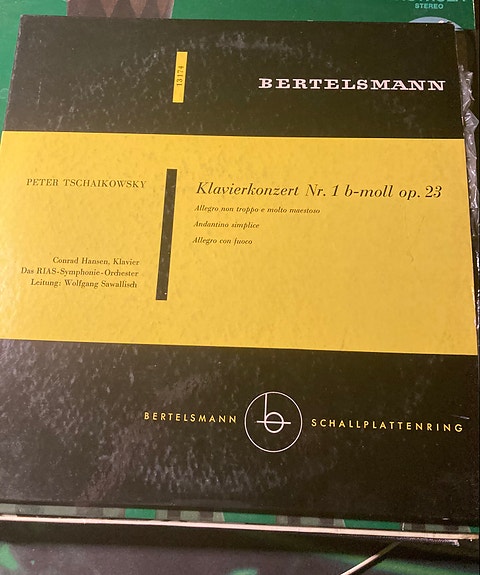 STEREO
13174
BERTELSMANN
PETER TSCHAIKOWSKY
Klavierkonzert Nr. 1 b-moll op. 23
Allegro non troppo e molto maestoso
Andantino simplice
Allegro con fuoco
Conrad Hansen, Klavier
Das RIAS-Symphonie-Orchester
Leitung: Wolfgang Sawallisch
BERTELSMANN b SCHALLPLATTENRING